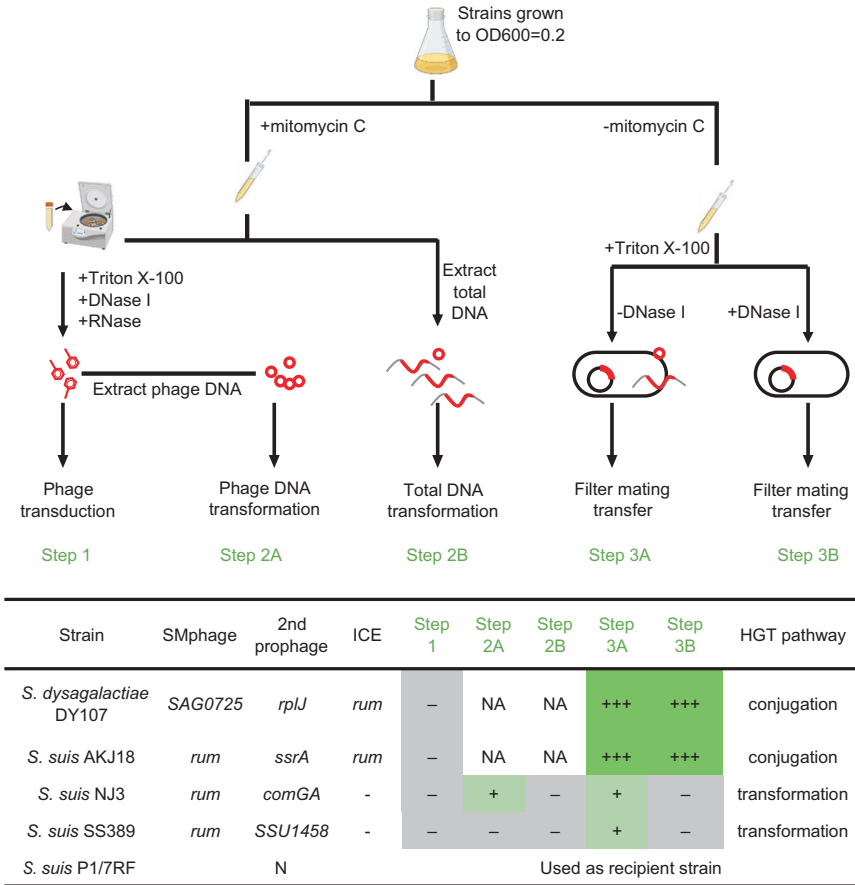 Strains grown
to OD600=0.2
+mitomycin C
-mitomycin C
+Triton X-100
+DNase I
+RNase
Extract
total
DNA
+Triton X-100
-DNase I
+DNase I
Extract phage DNA
Phage
transduction
Phage DNA
transformation
Total DNA
transformation
Filter mating
transfer
Filter mating
transfer
Step 1
Step 2A
Step 2B
Step 3A
Step 3B
Strain SMphage 2nd prophage ICE Step 1 Step 2A Step 2B Step 3A Step 3B HGT pathway
S. dysagalactiae DY107 SAG0725 rplJ rum – NA NA +++ +++ conjugation
S. suis AKJ18 rum ssrA rum – NA NA +++ +++ conjugation
S. suis NJ3 rum comGA - – + – + – transformation
S. suis SS389 rum SSU1458 - – – – + – transformation
S. suis P1/7RF N Used as recipient strain